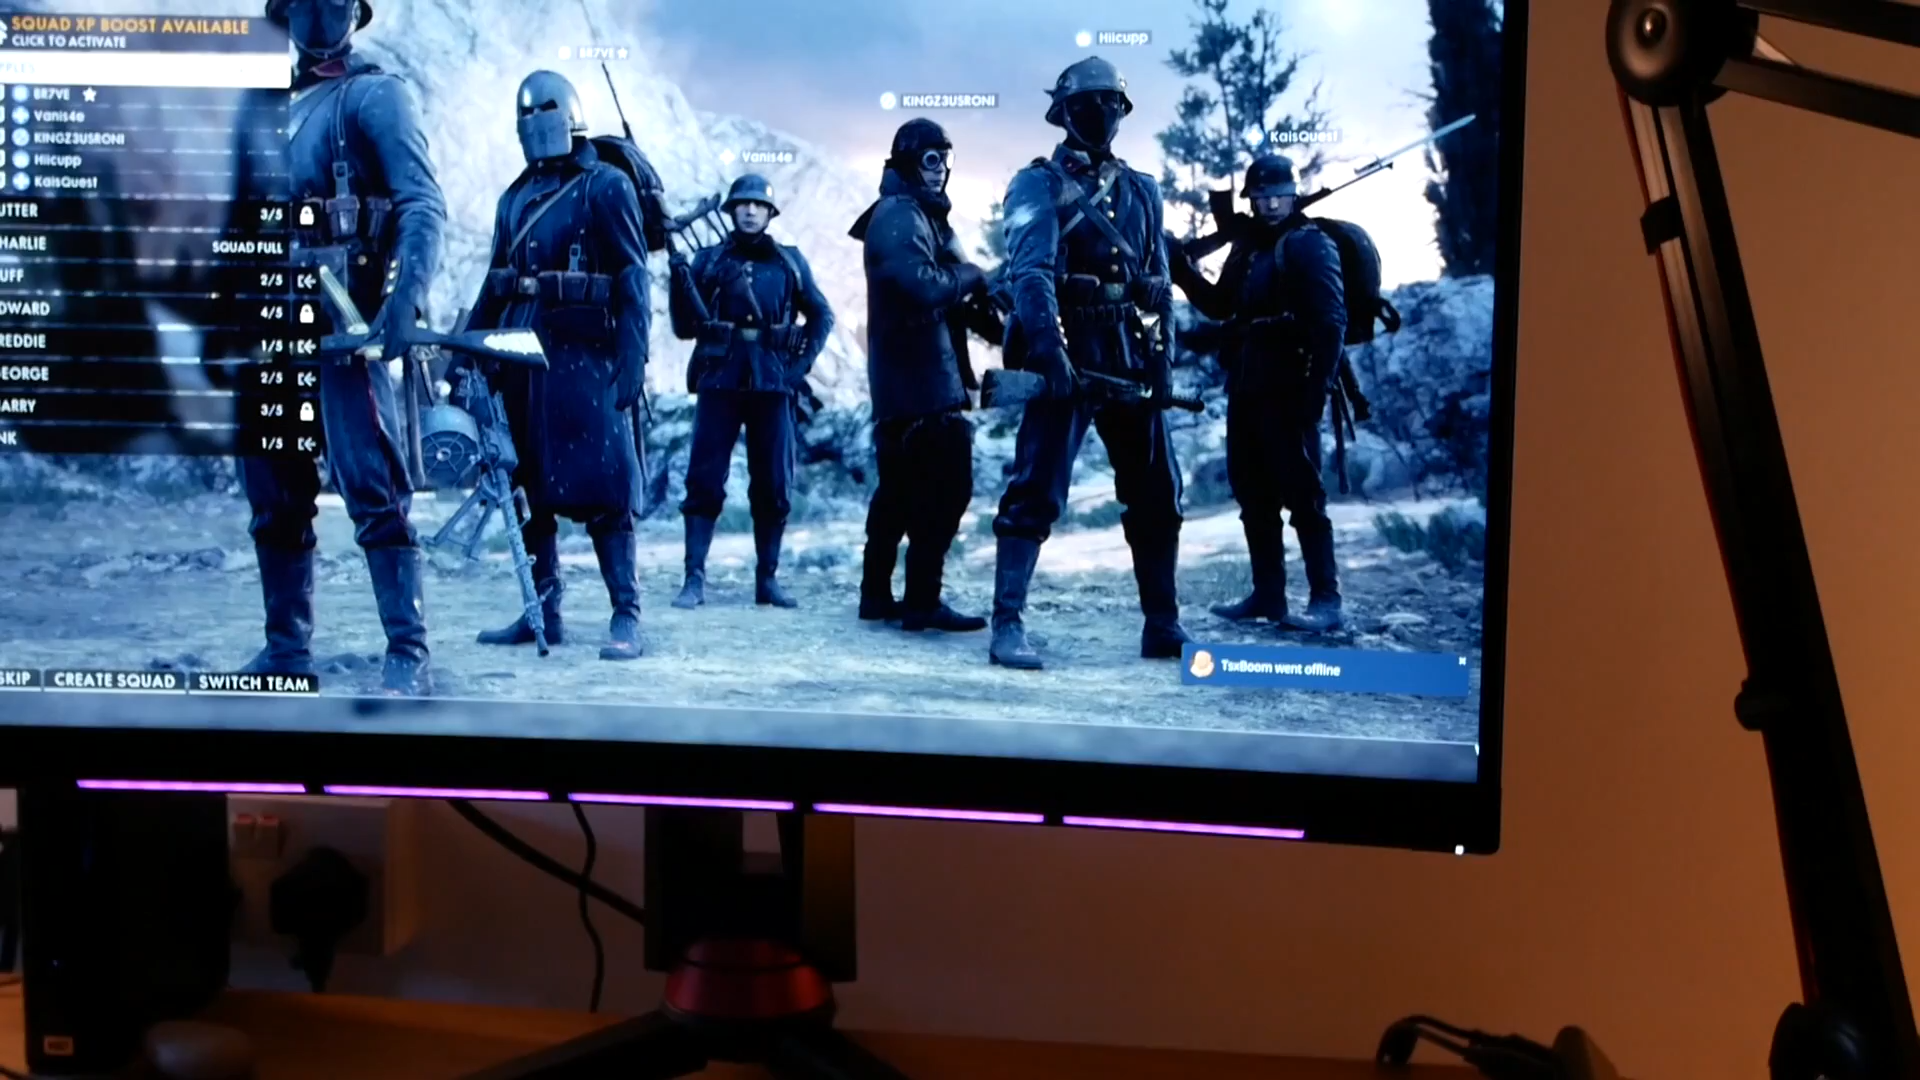 SQUAD XP BOOST AVAILABLE
CLICK TO ACTIVATE
BR7VE
Vanis4e
KINGZ3USRONI
Hiicupp
KaisQuest
UTTER 3/5
HARLIE SQUAD FULL
UFF 2/5
DWARD 4/5
REDDIE 1/5
EORGE 2/5
ARRY 3/5
NK 1/5
SKIP CREATE SQUAD SWITCH TEAM
BR7VE
Vanis4e
KINGZ3USRONI
Hiicupp
KaisQuest
TsxBoom went offline